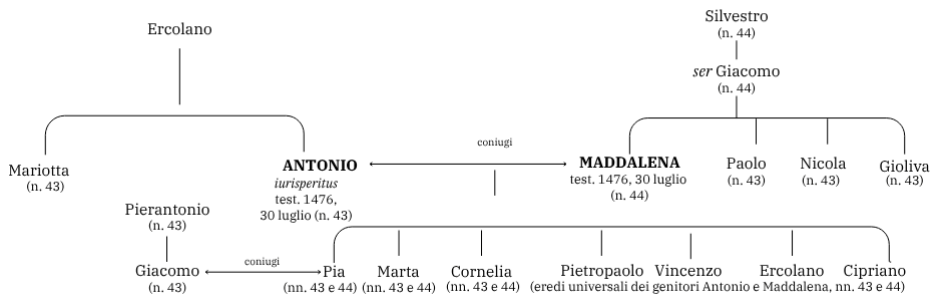 Silvestro
(n. 44)
Ercolano
ser Giacomo
(n. 44)
coniugi
Mariotta
(n. 43)
ANTONIO
iurisperitus
test. 1476,
30 luglio (n. 43)
MADDALENA
test. 1476, 30 luglio
(n. 44)
Paolo
(n. 43)
Nicola
(n. 43)
Gioliva
(n. 43)
Pierantonio
(n. 43)
Giacomo
(n. 43)
coniugi
Pia
(nn. 43 e 44)
Marta
(nn. 43 e 44)
Cornelia
(nn. 43 e 44)
Pietropaolo Vincenzo Ercolano Cipriano
(eredi universali dei genitori Antonio e Maddalena, nn. 43 e 44)